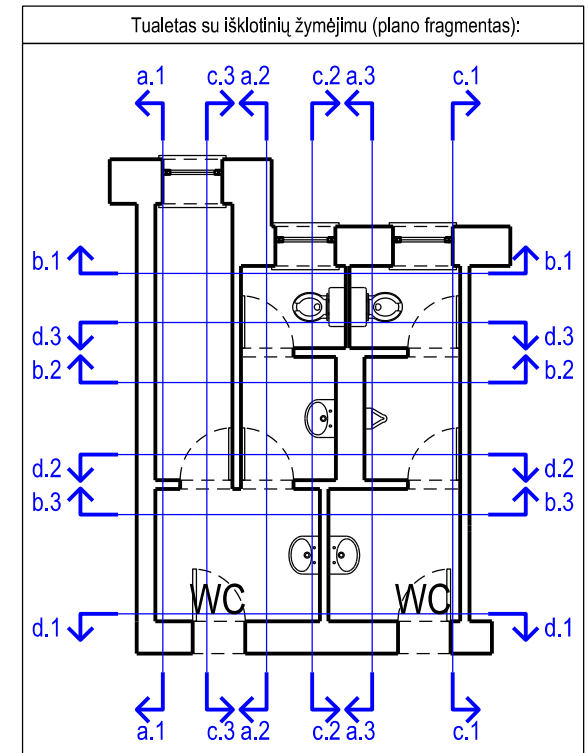 Tualetas su išklotinių žymėjimu (plano fragmentas):
a.1 c.3 a.2 c.2 a.3 c.1
b.1 b.1
d.3 d.3
b.2 b.2
d.2 d.2
b.3 b.3
WC WC
d.1 d.1
a.1 c.3 a.2 c.2 a.3 c.1